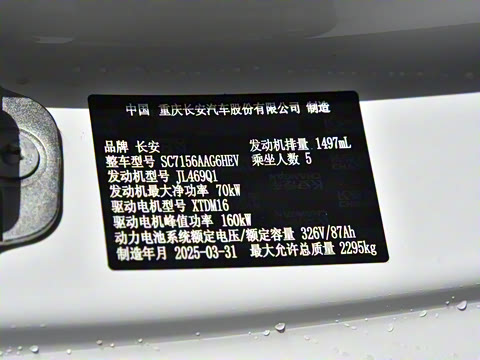 中国 重庆长安汽车股份有限公司 制造
品牌 长安 发动机排量 1497mL
整车型号 SC7156AAG6HEV 乘坐人数 5
发动机型号 JL469Q1
发动机最大净功率 70kW
驱动电机型号 XTDM16
驱动电机峰值功率 160kW
动力电池系统额定电压/额定容量 326V/87Ah
制造年月 2025-03-31 最大允许总质量 2295kg